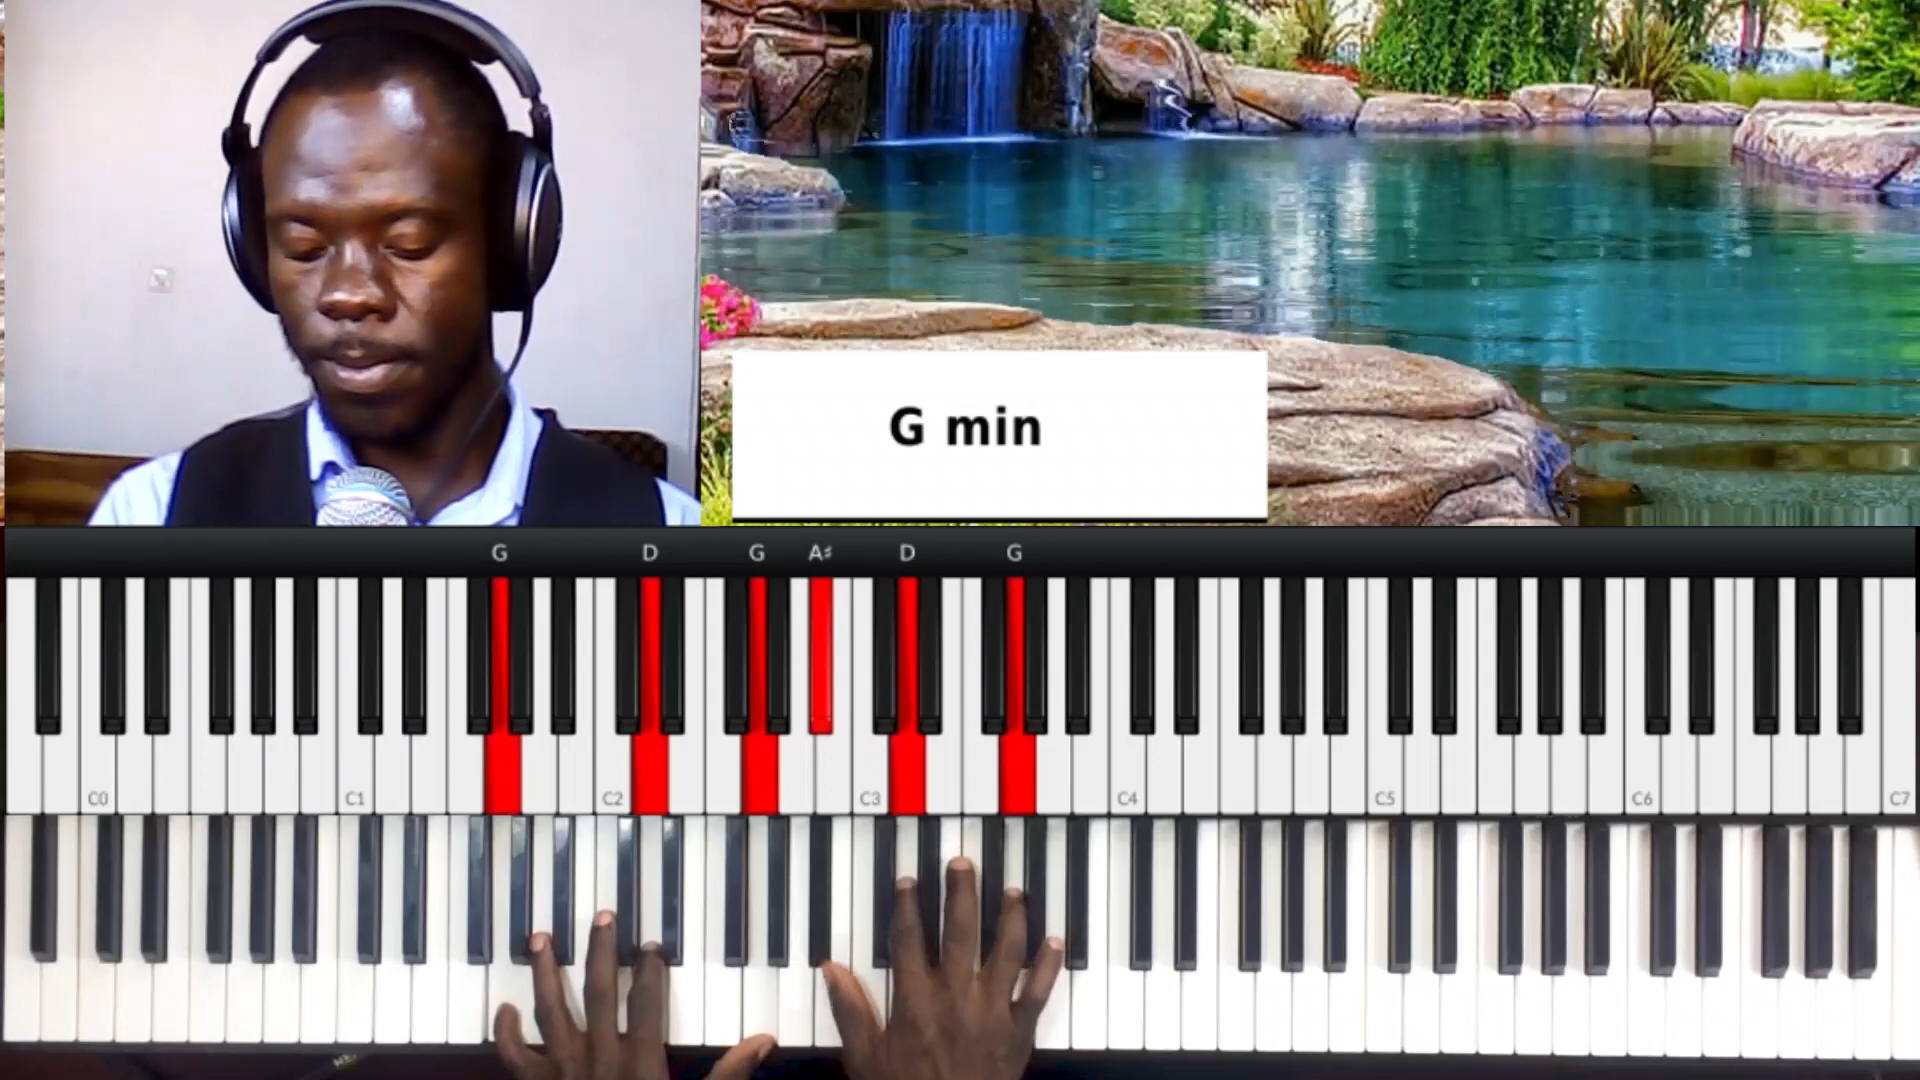 G min
G D G A♯ D G
C0 C1 C2 C3 C4 C5 C6 C7